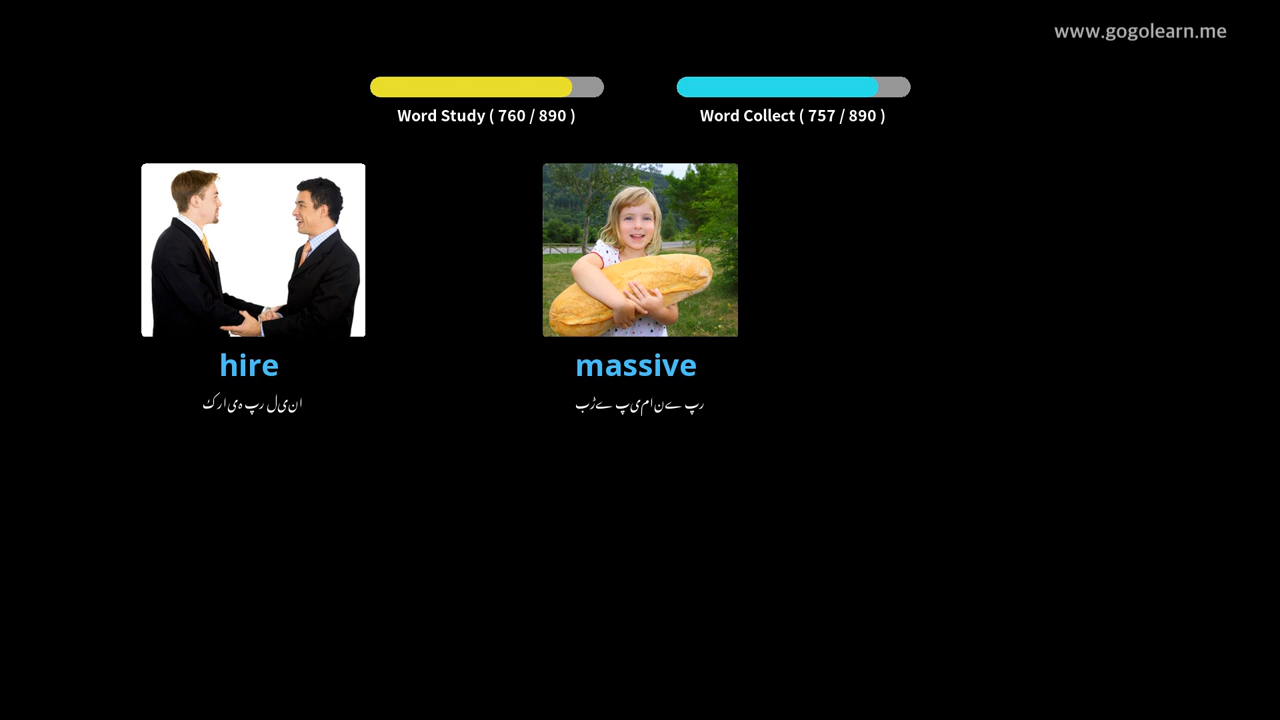 www.gogolearn.me
Word Study ( 760 / 890 )
Word Collect ( 757 / 890 )
hire
کرایہ پر لینا
massive
بڑے پیمانے پر